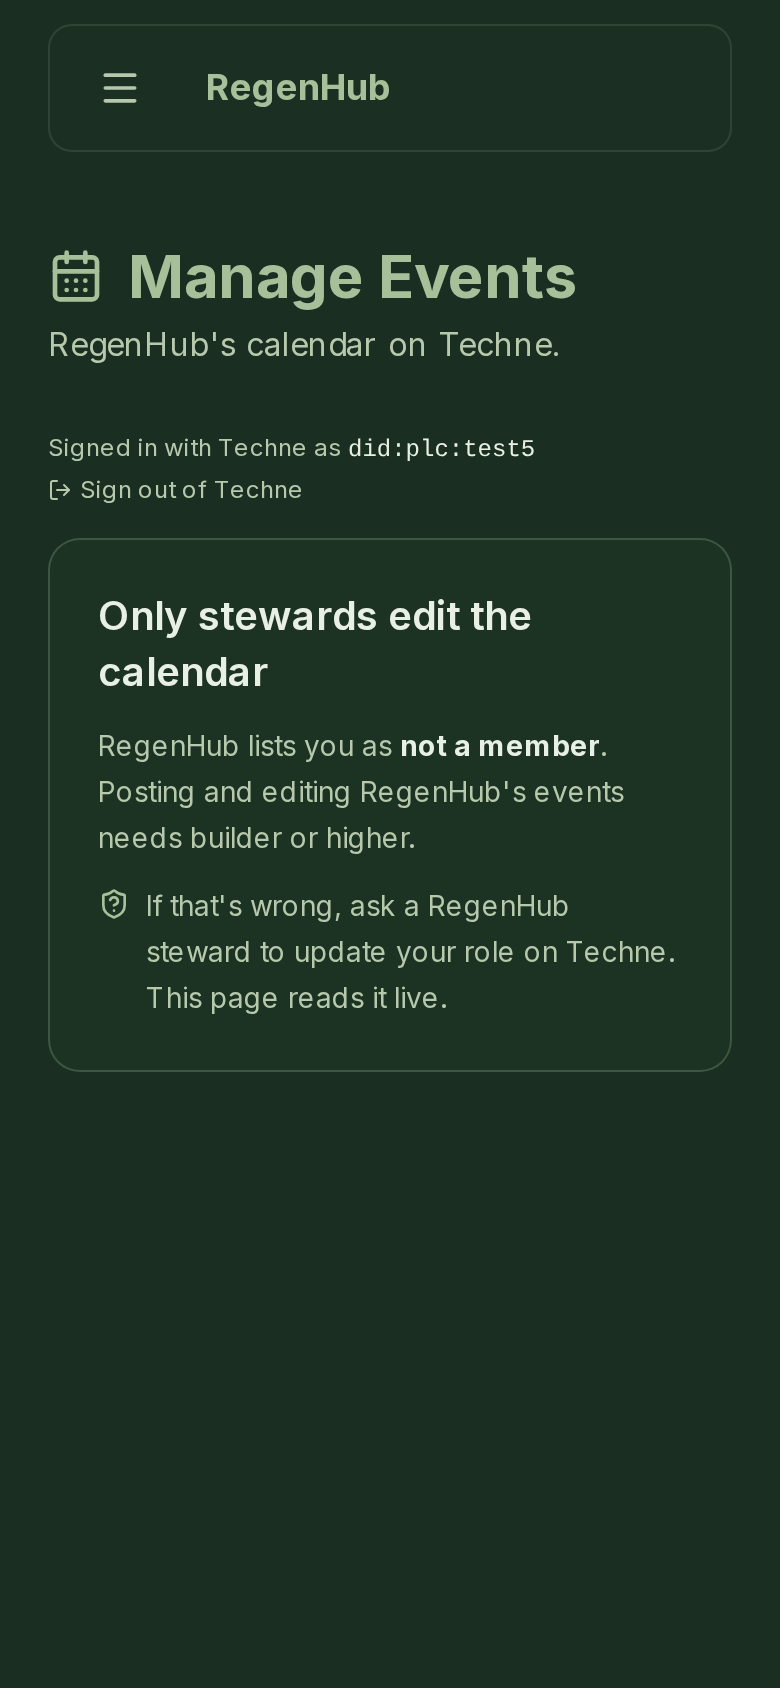 RegenHub
Manage Events
RegenHub's calendar on Techne.
Signed in with Techne as did:plc:test5
Sign out of Techne
Only stewards edit the
calendar
RegenHub lists you as not a member.
Posting and editing RegenHub's events
needs builder or higher.
If that's wrong, ask a RegenHub
steward to update your role on Techne.
This page reads it live.